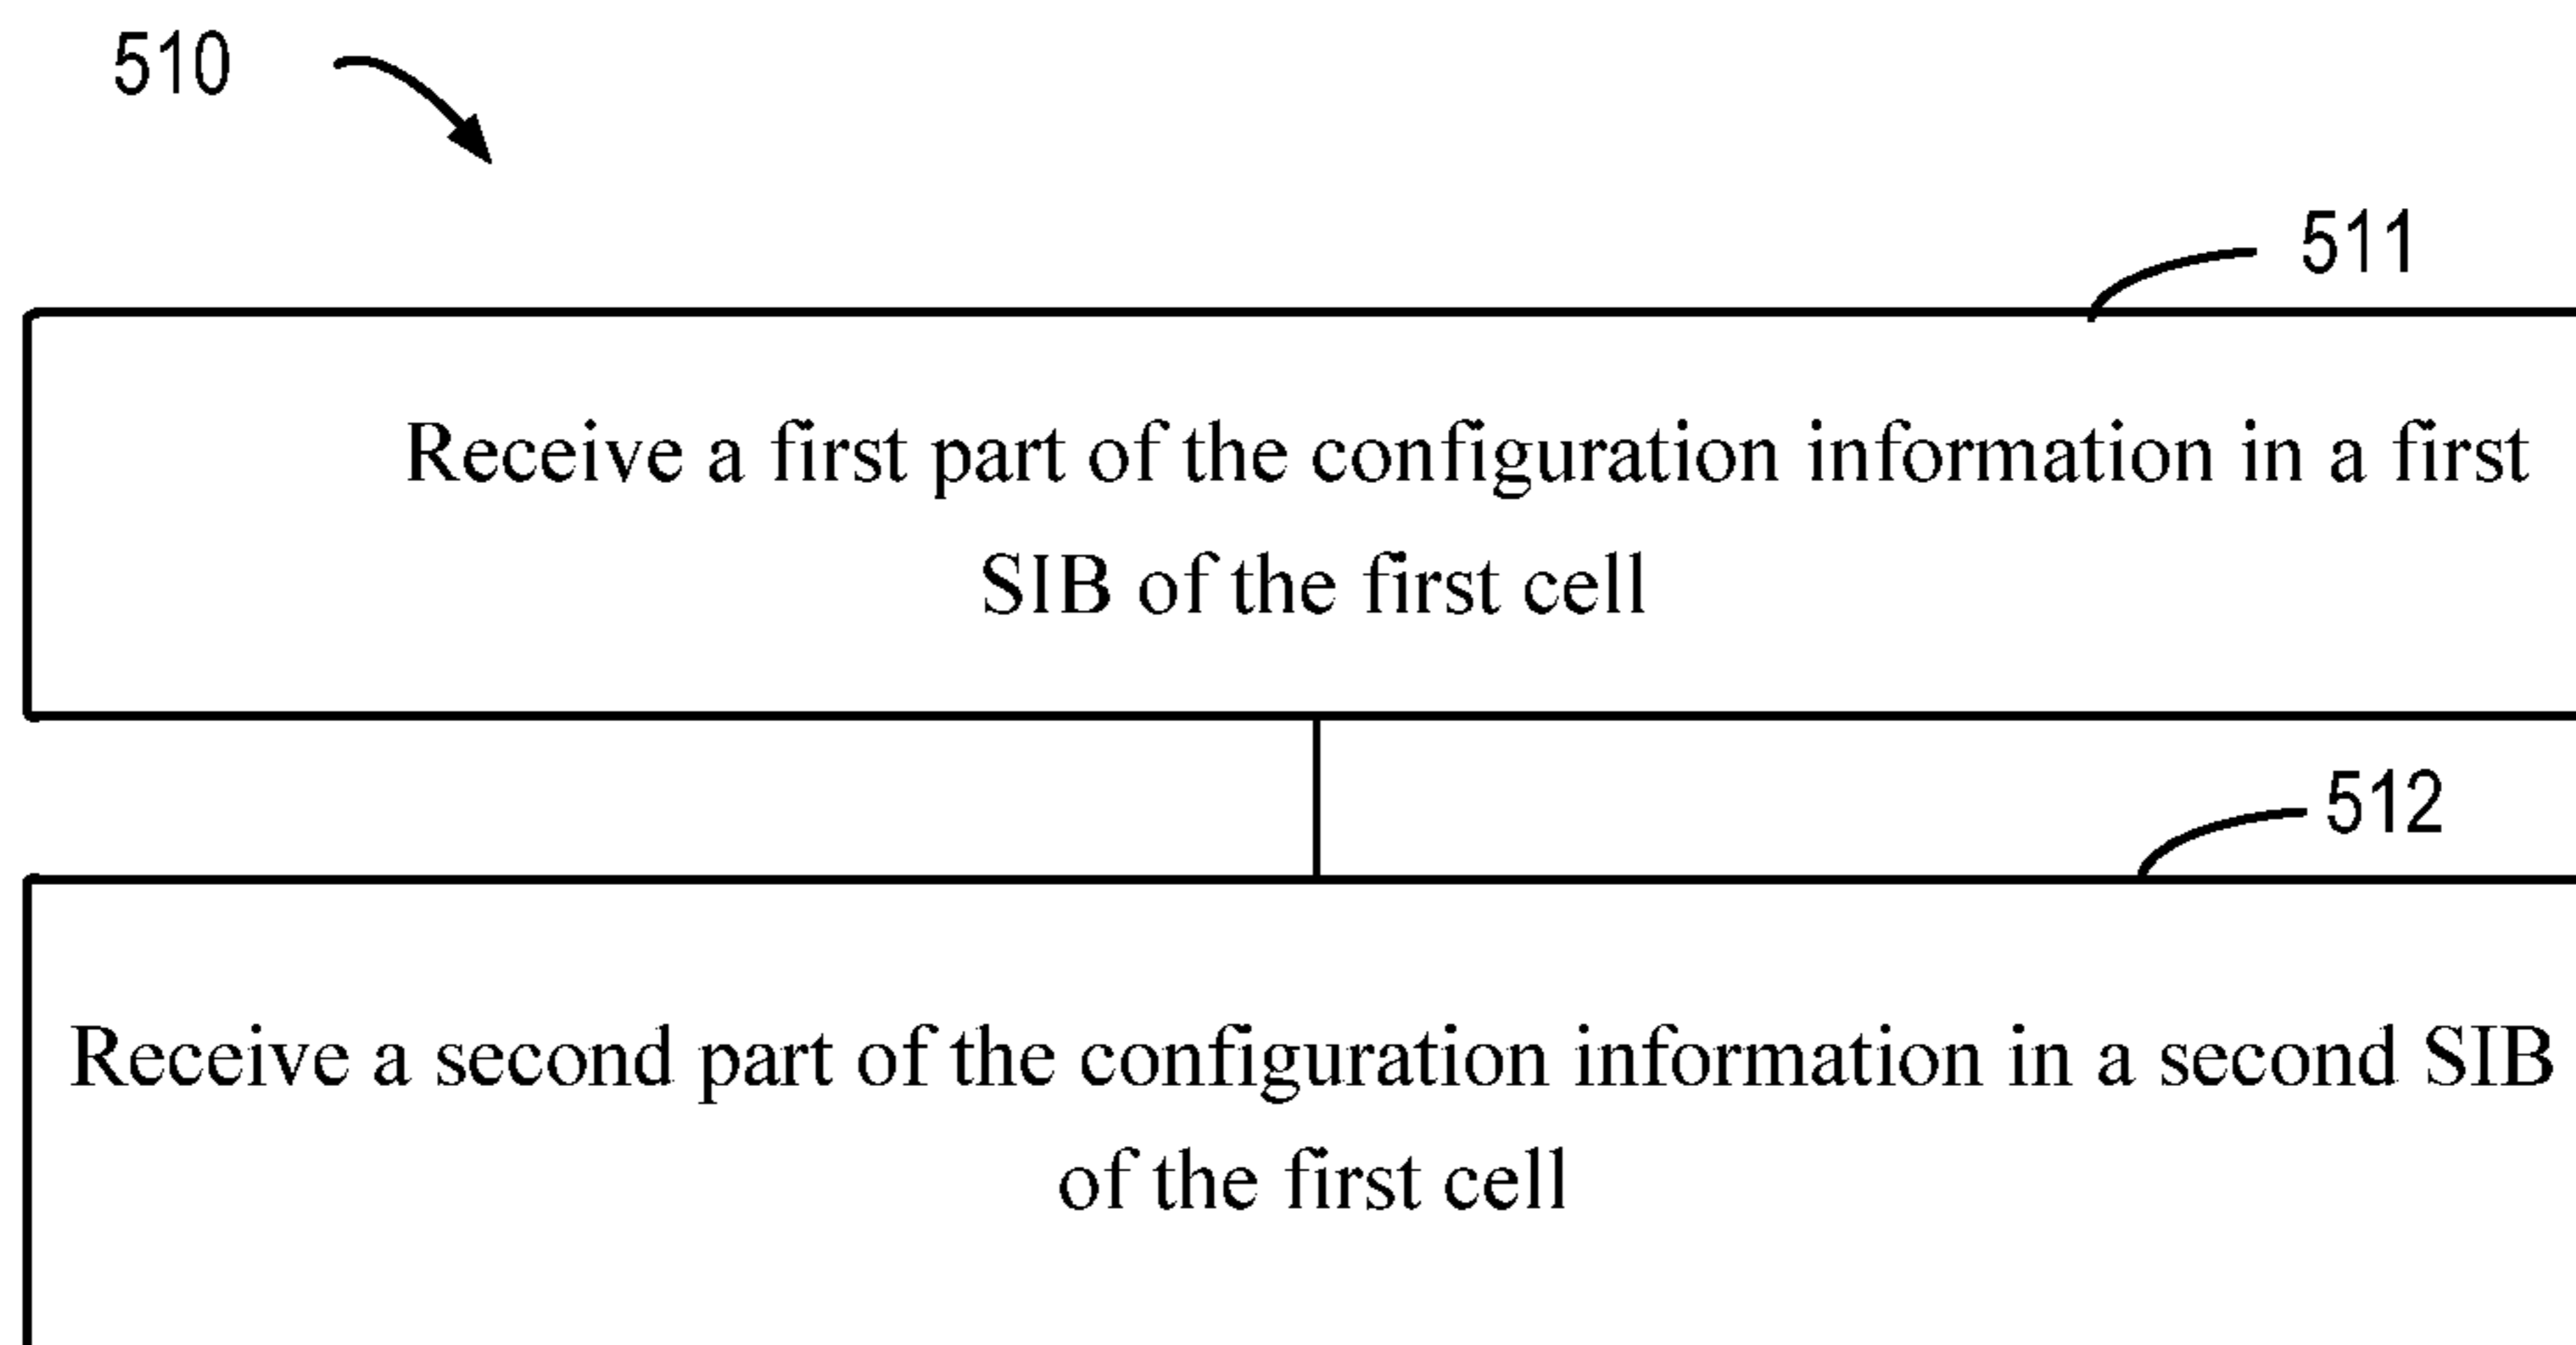 510
511
Receive a first part of the configuration information in a first
SIB of the first cell
512
Receive a second part of the configuration information in a second SIB
of the first cell